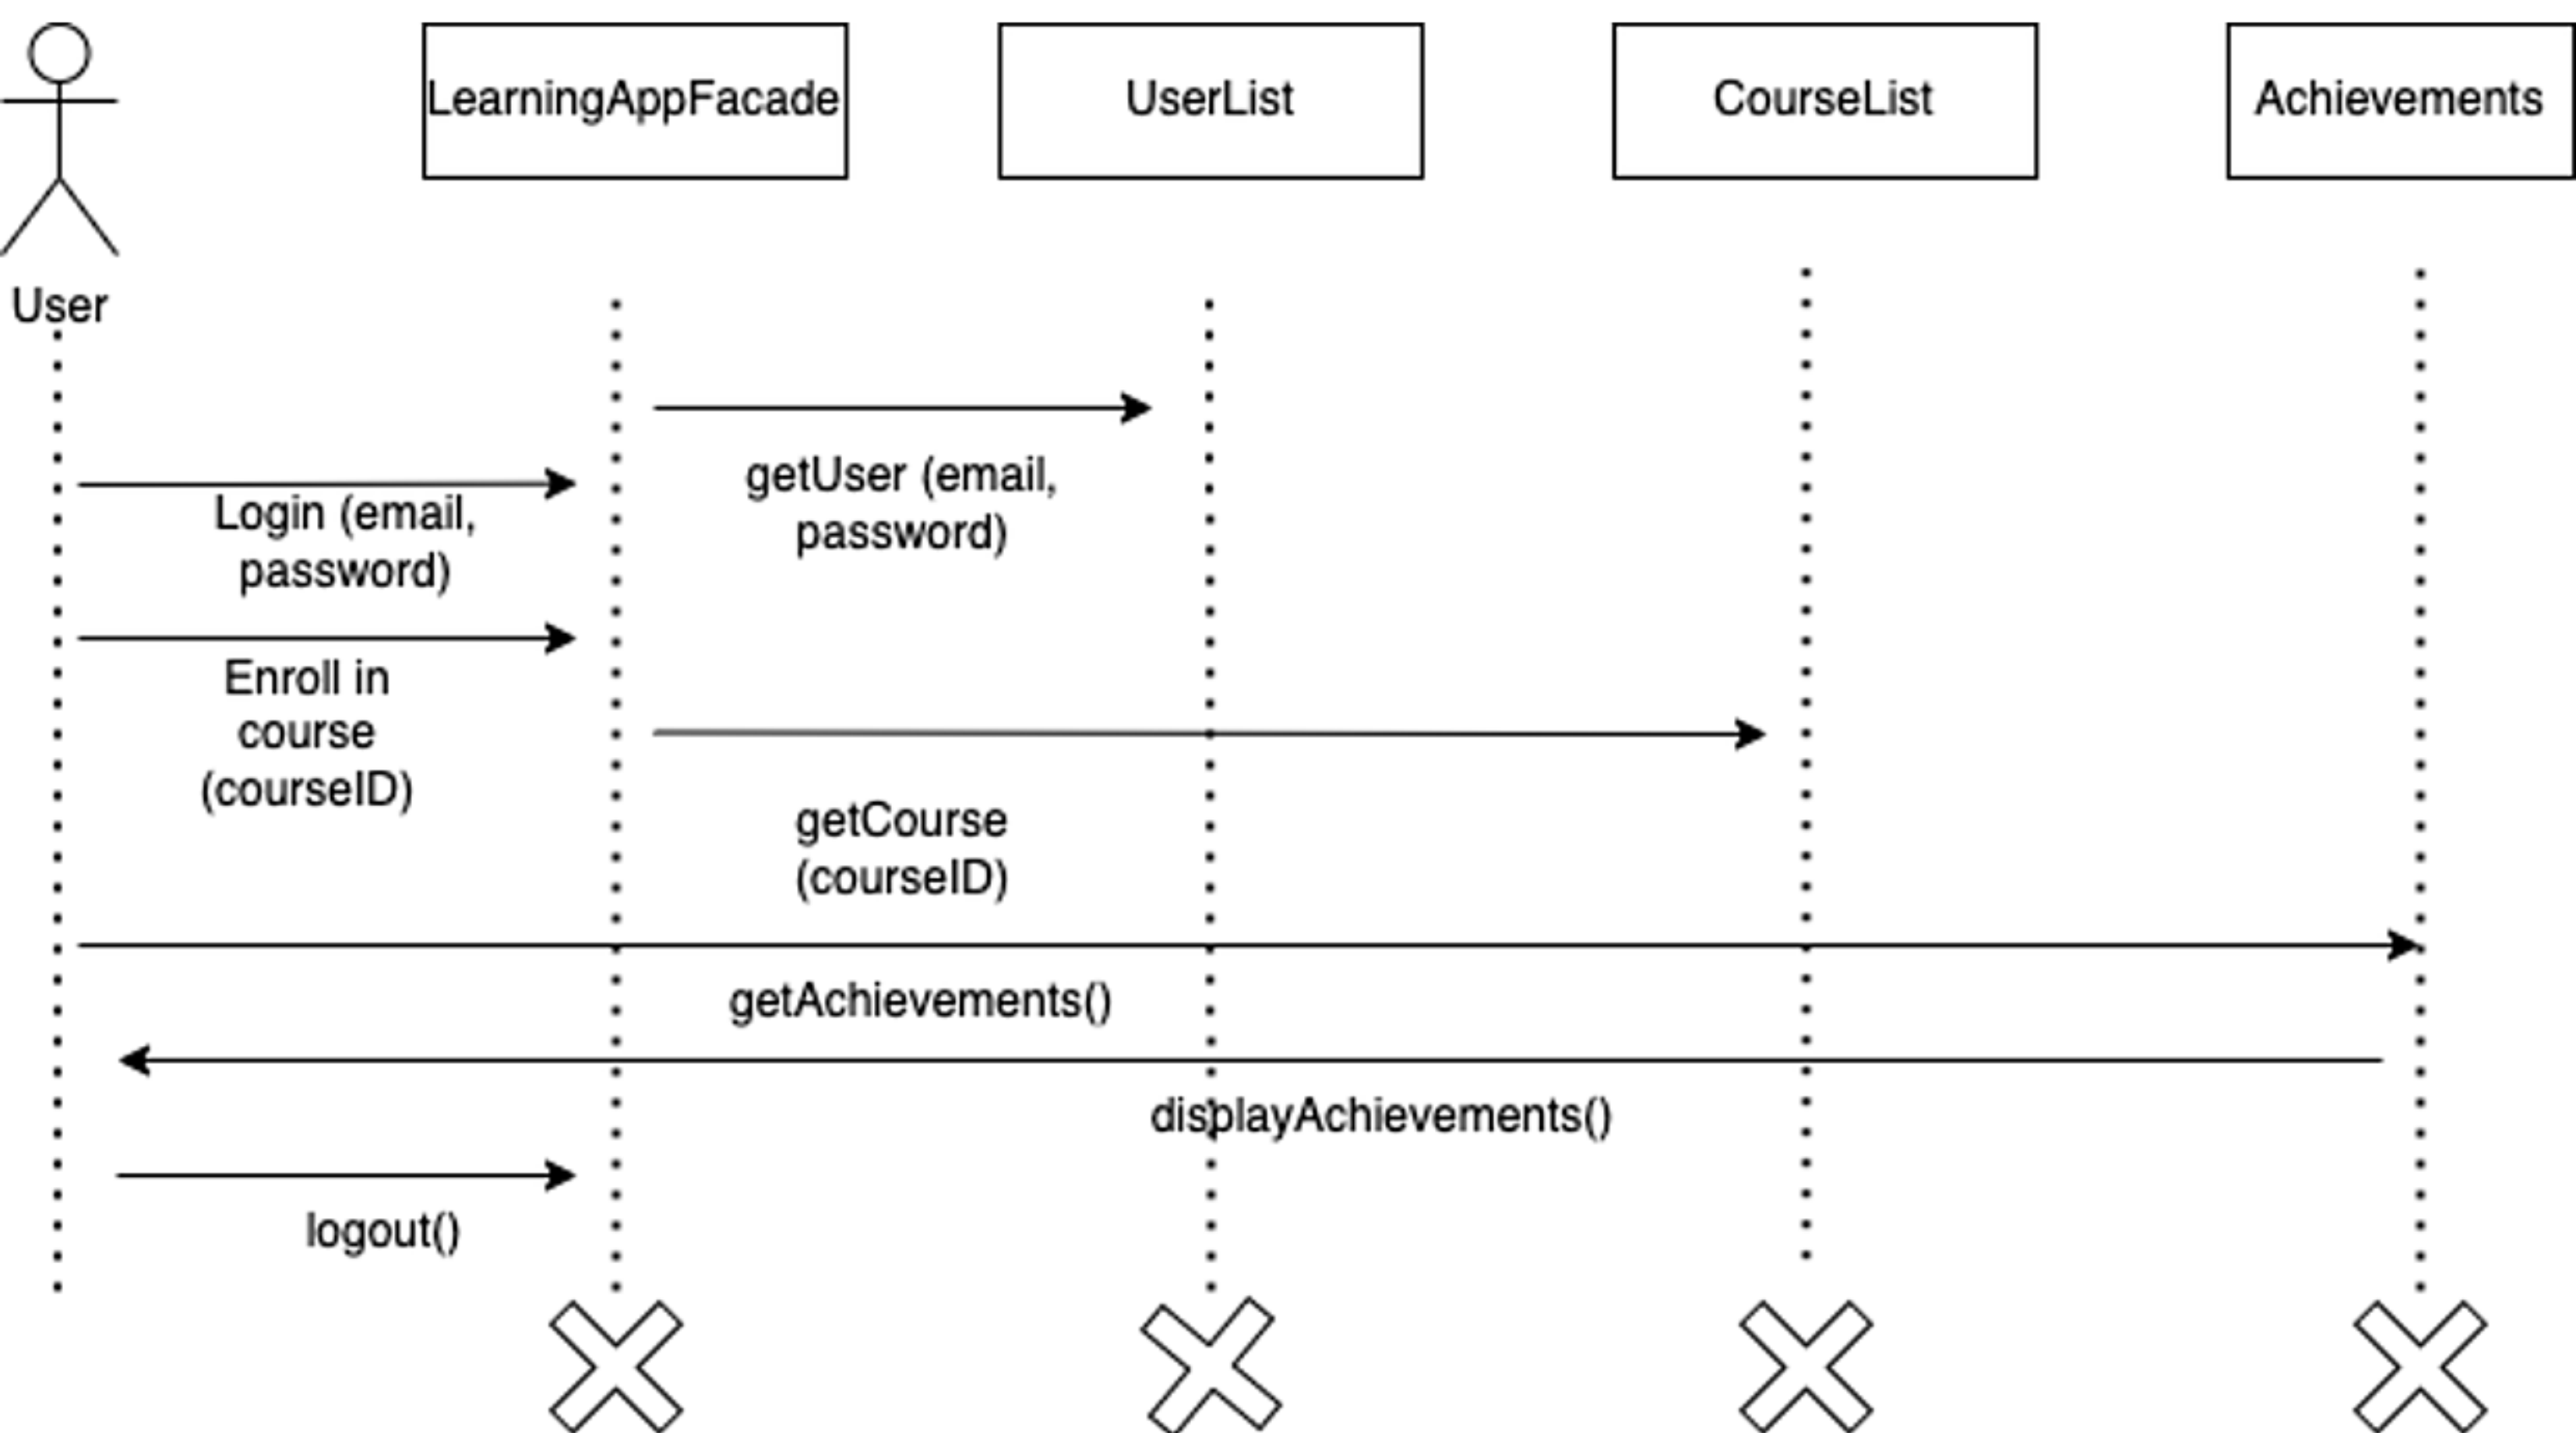 LearningAppFacade
UserList
CourseList
Achievements
User
getUser (email,
password)
Login (email,
password)
Enroll in
course
(courseID)
getCourse
(courseID)
getAchievements()
displayAchievements()
logout()